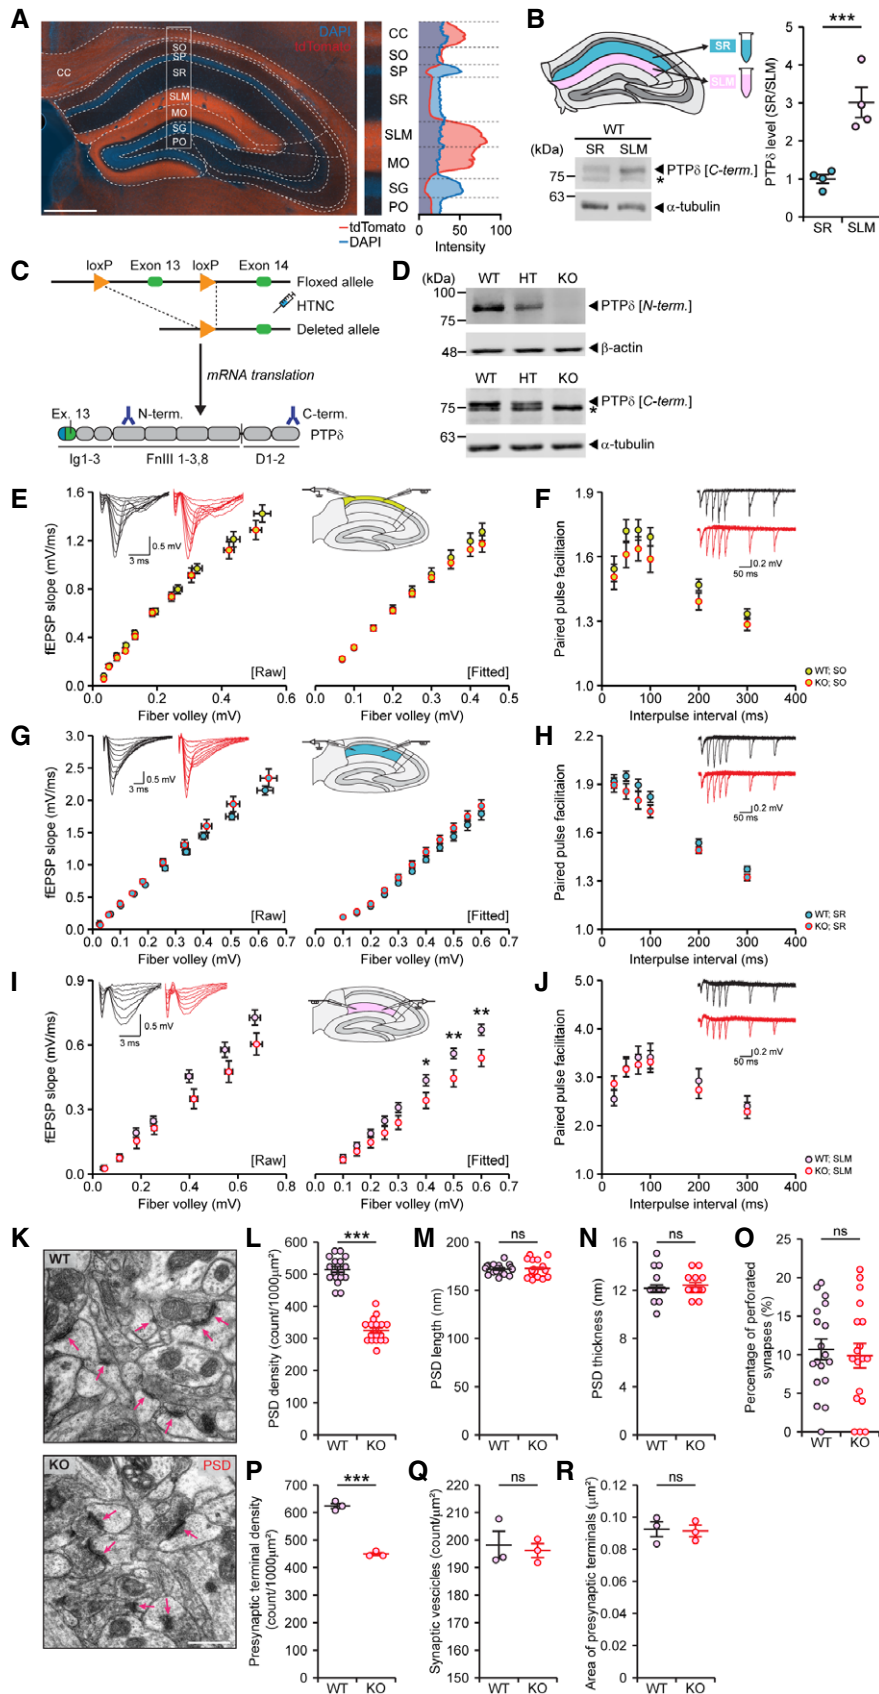 A
DAPI
tdTomato
CC
SO
SP
SR
SLM
MO
SG
PO
CC
SO
SP
SR
SLM
MO
SG
PO
0 50 100
Intensity
tdTomato
DAPI
B
SR
SLM
WT
(kDa) SR SLM
75
PTPδ [C-term.]
*
63
α-tubulin
***
PTPδ level (SR/SLM)
5
4
3
2
1
0
SR SLM
C
loxP Exon 13 loxP Exon 14
Floxed allele
HTNC
Deleted allele
mRNA translation
Ex. 13 N-term. C-term.
PTPδ
Ig1-3 FnIII 1-3,8 D1-2
D
(kDa) WT HT KO
100
PTPδ [N-term.]
75
48
β-actin
WT HT KO
PTPδ [C-term.]
75
*
63
α-tubulin
E
fEPSP slope (mV/ms)
1.6
1.2
0.8
0.4
0.0
0.5 mV
3 ms
[Raw]
0.0 0.1 0.2 0.3 0.4 0.5 0.6
Fiber volley (mV)
[Fitted]
0.0 0.1 0.2 0.3 0.4 0.5
Fiber volley (mV)
F
Paired pulse facilitaion
1.9
1.6
1.3
1.0
0.2 mV
50 ms
WT; SO
KO; SO
0 100 200 300 400
Interpulse interval (ms)
G
fEPSP slope (mV/ms)
3.0
2.5
2.0
1.5
1.0
0.5
0.0
0.5 mV
3 ms
[Raw]
0.0 0.1 0.2 0.3 0.4 0.5 0.6 0.7
Fiber volley (mV)
[Fitted]
0.0 0.1 0.2 0.3 0.4 0.5 0.6 0.7
Fiber volley (mV)
H
Paired pulse facilitaion
2.2
1.9
1.6
1.3
1.0
0.2 mV
50 ms
WT; SR
KO; SR
0 100 200 300 400
Interpulse interval (ms)
I
fEPSP slope (mV/ms)
0.9
0.6
0.3
0.0
0.5 mV
3 ms
[Raw]
0.0 0.2 0.4 0.6 0.8
Fiber volley (mV)
* ** **
[Fitted]
0.0 0.1 0.2 0.3 0.4 0.5 0.6 0.7
Fiber volley (mV)
J
Paired pulse facilitaion
5.0
4.0
3.0
2.0
1.0
0.2 mV
50 ms
WT; SLM
KO; SLM
0 100 200 300 400
Interpulse interval (ms)
K
WT
KO
PSD
L
PSD density (count/1000μm²)
600
500
400
300
200
100
0
***
WT KO
M
PSD length (nm)
200
150
100
50
0
ns
WT KO
N
PSD thickness (nm)
16
12
8
4
0
ns
WT KO
O
Percentage of perforated
synapses (%)
25
20
15
10
5
0
ns
WT KO
P
Presynaptic terminal density
(count/1000μm²)
700
600
500
400
300
200
100
0
***
WT KO
Q
Synaptic vescicles (count/μm²)
220
210
200
190
180
170
160
150
ns
WT KO
R
Area of presynaptic terminals (μm²)
0.12
0.10
0.08
0.06
0.04
0.02
0
ns
WT KO